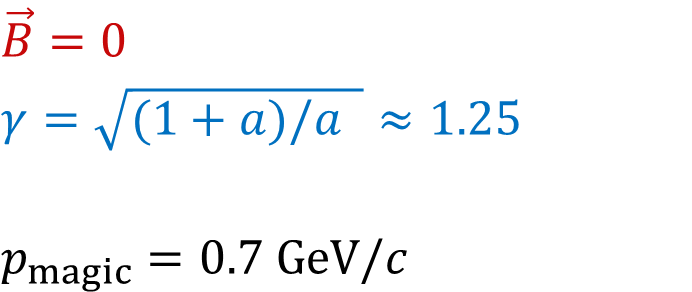 B⃗ = 0
γ = √(1 + a)/a ≈ 1.25
p_magic = 0.7 GeV/c